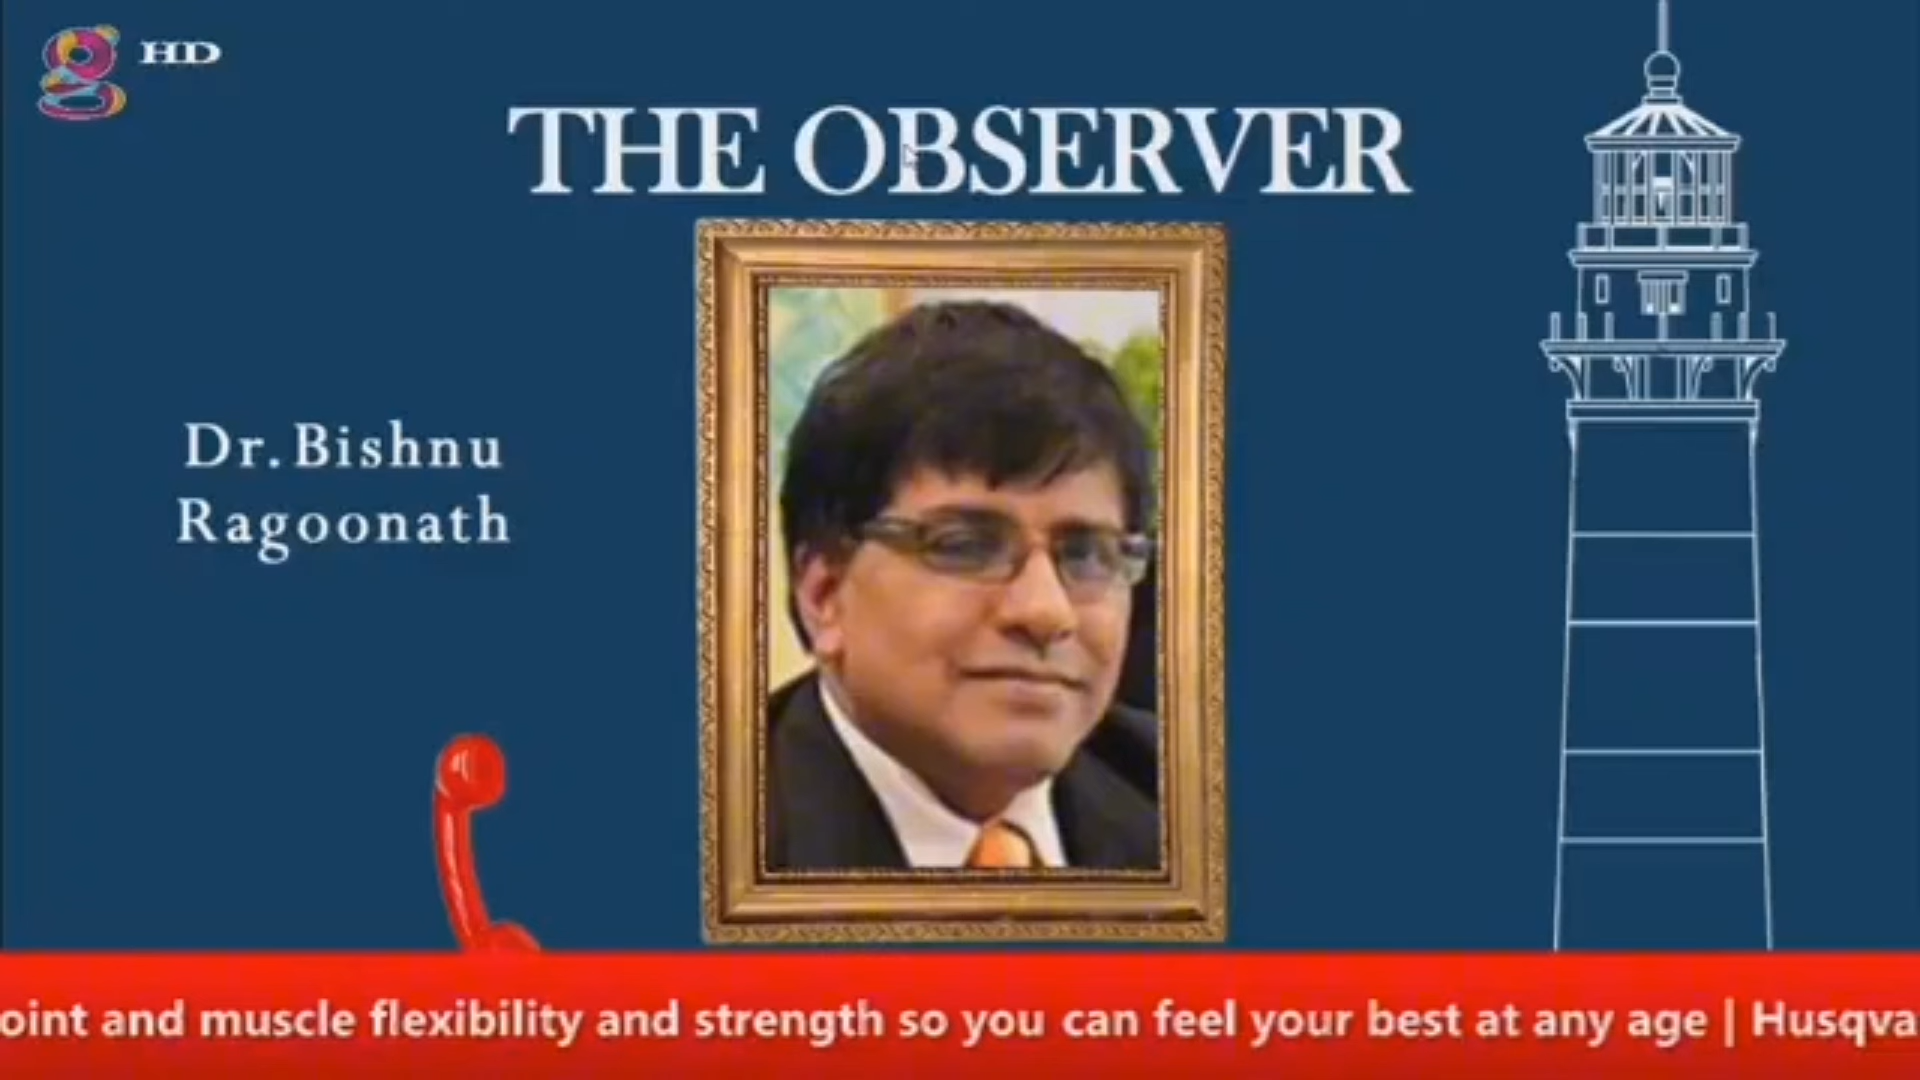 g HD
THE OBSERVER
Dr. Bishnu
Ragoonath
oint and muscle flexibility and strength so you can feel your best at any age | Husqva